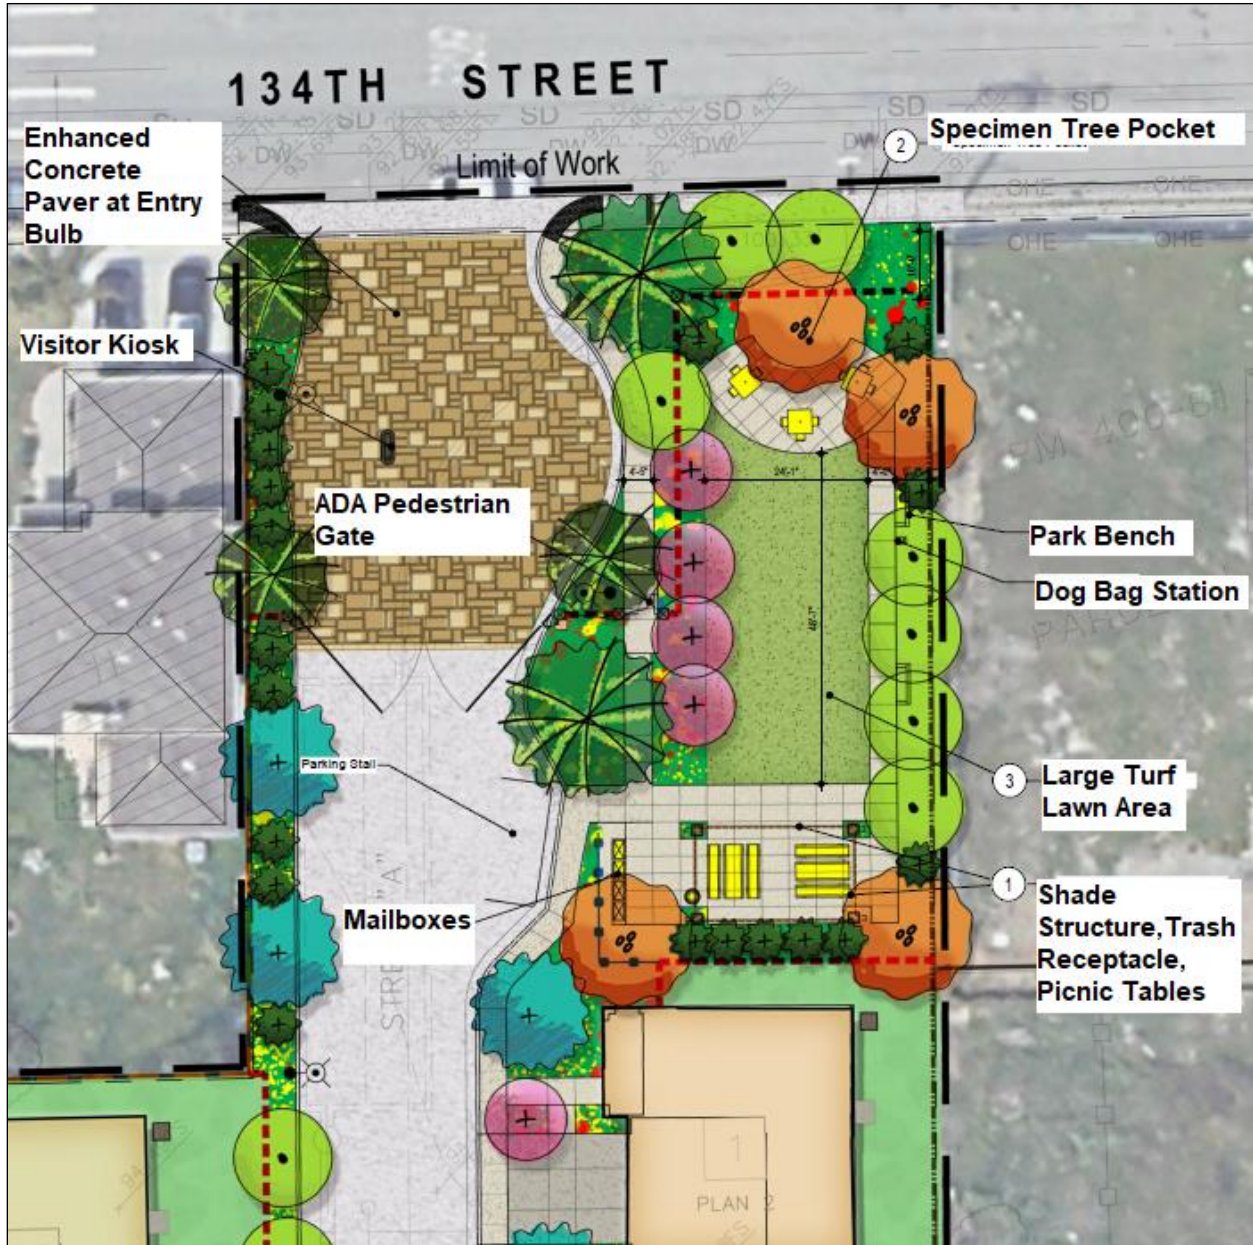 134TH STREET
SD
SD
SD
SD
DW
DW
DW
Enhanced
Concrete
Paver at Entry
Bulb
Limit of Work
2
Specimen Tree Pocket
OHE
OHE
OHE
OHE
Visitor Kiosk
ADA Pedestrian
Gate
24'-1"
Park Bench
Dog Bag Station
Parking Stall
3
Large Turf
Lawn Area
Mailboxes
1
Shade
Structure, Trash
Receptacle,
Picnic Tables
1
PLAN 2